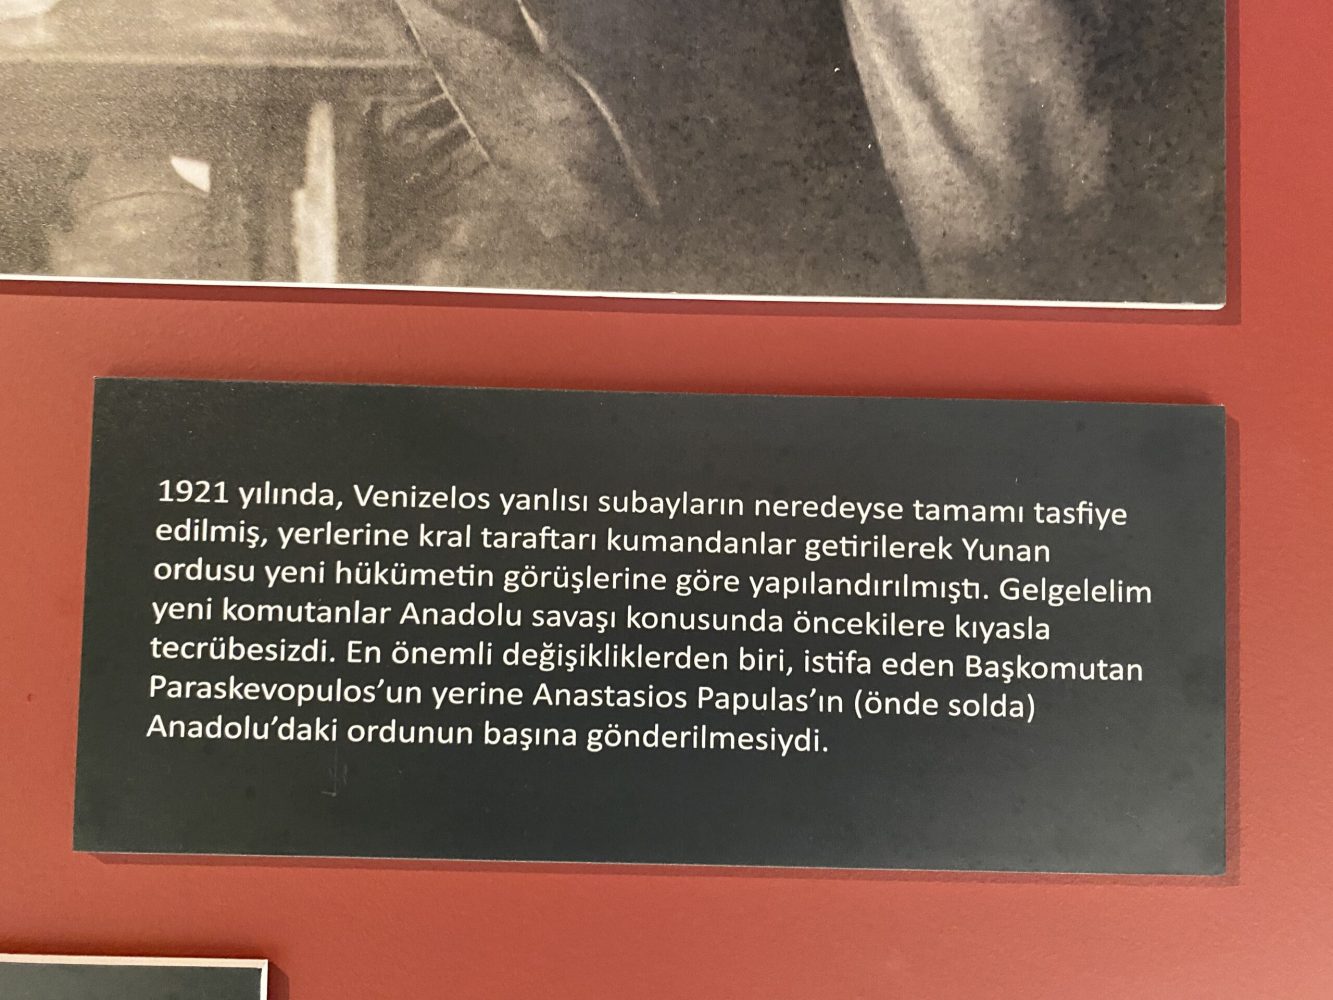 1921 yılında, Venizelos yanlısı subayların neredeyse tamamı tasfiye
edilmiş, yerlerine kral taraftarı kumandanlar getirilerek Yunan
ordusu yeni hükümetin görüşlerine göre yapılandırılmıştı. Gelgelelim
yeni komutanlar Anadolu savaşı konusunda öncekilere kıyasla
tecrübesizdi. En önemli değişikliklerden biri, istifa eden Başkomutan
Paraskevopulos’un yerine Anastasios Papulas’ın (önde solda)
Anadolu’daki ordunun başına gönderilmesiydi.